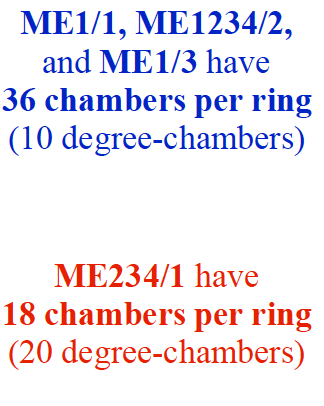 ME1/1, ME1234/2,
and ME1/3 have
36 chambers per ring
(10 degree-chambers)
ME234/1 have
18 chambers per ring
(20 degree-chambers)